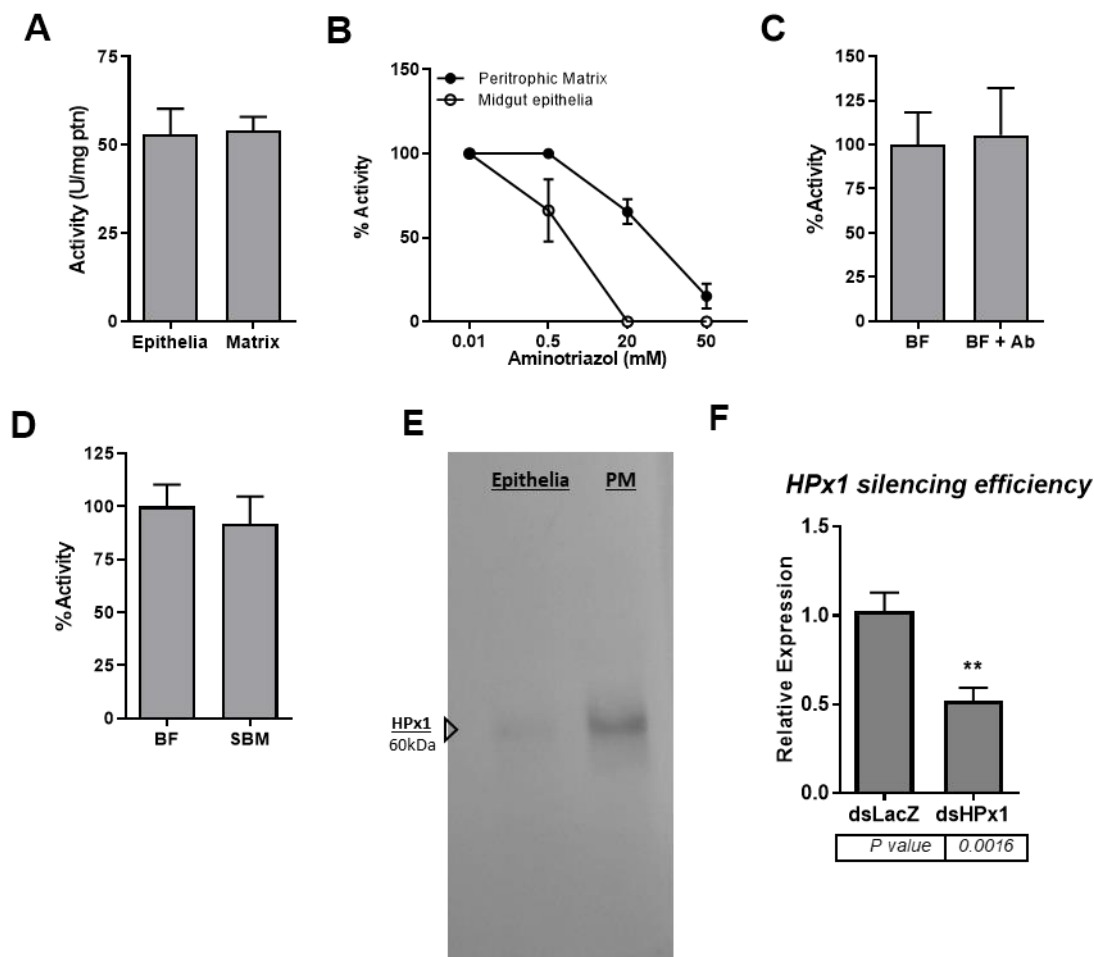 A
75
50
25
0
Activity (U/mg ptn)
Epithelia
Matrix
B
Peritrophic Matrix
Midgut epithelia
150
100
50
0
% Activity
0.01
0.5
20
50
Aminotriazol (mM)
C
150
125
100
75
50
25
0
%Activity
BF
BF + Ab
D
125
100
75
50
25
0
%Activity
BF
SBM
E
Epithelia
PM
HPx1
60kDa
F
HPx1 silencing efficiency
1.5
1.0
0.5
0.0
Relative Expression
**
dsLacZ
dsHPx1
P value
0.0016